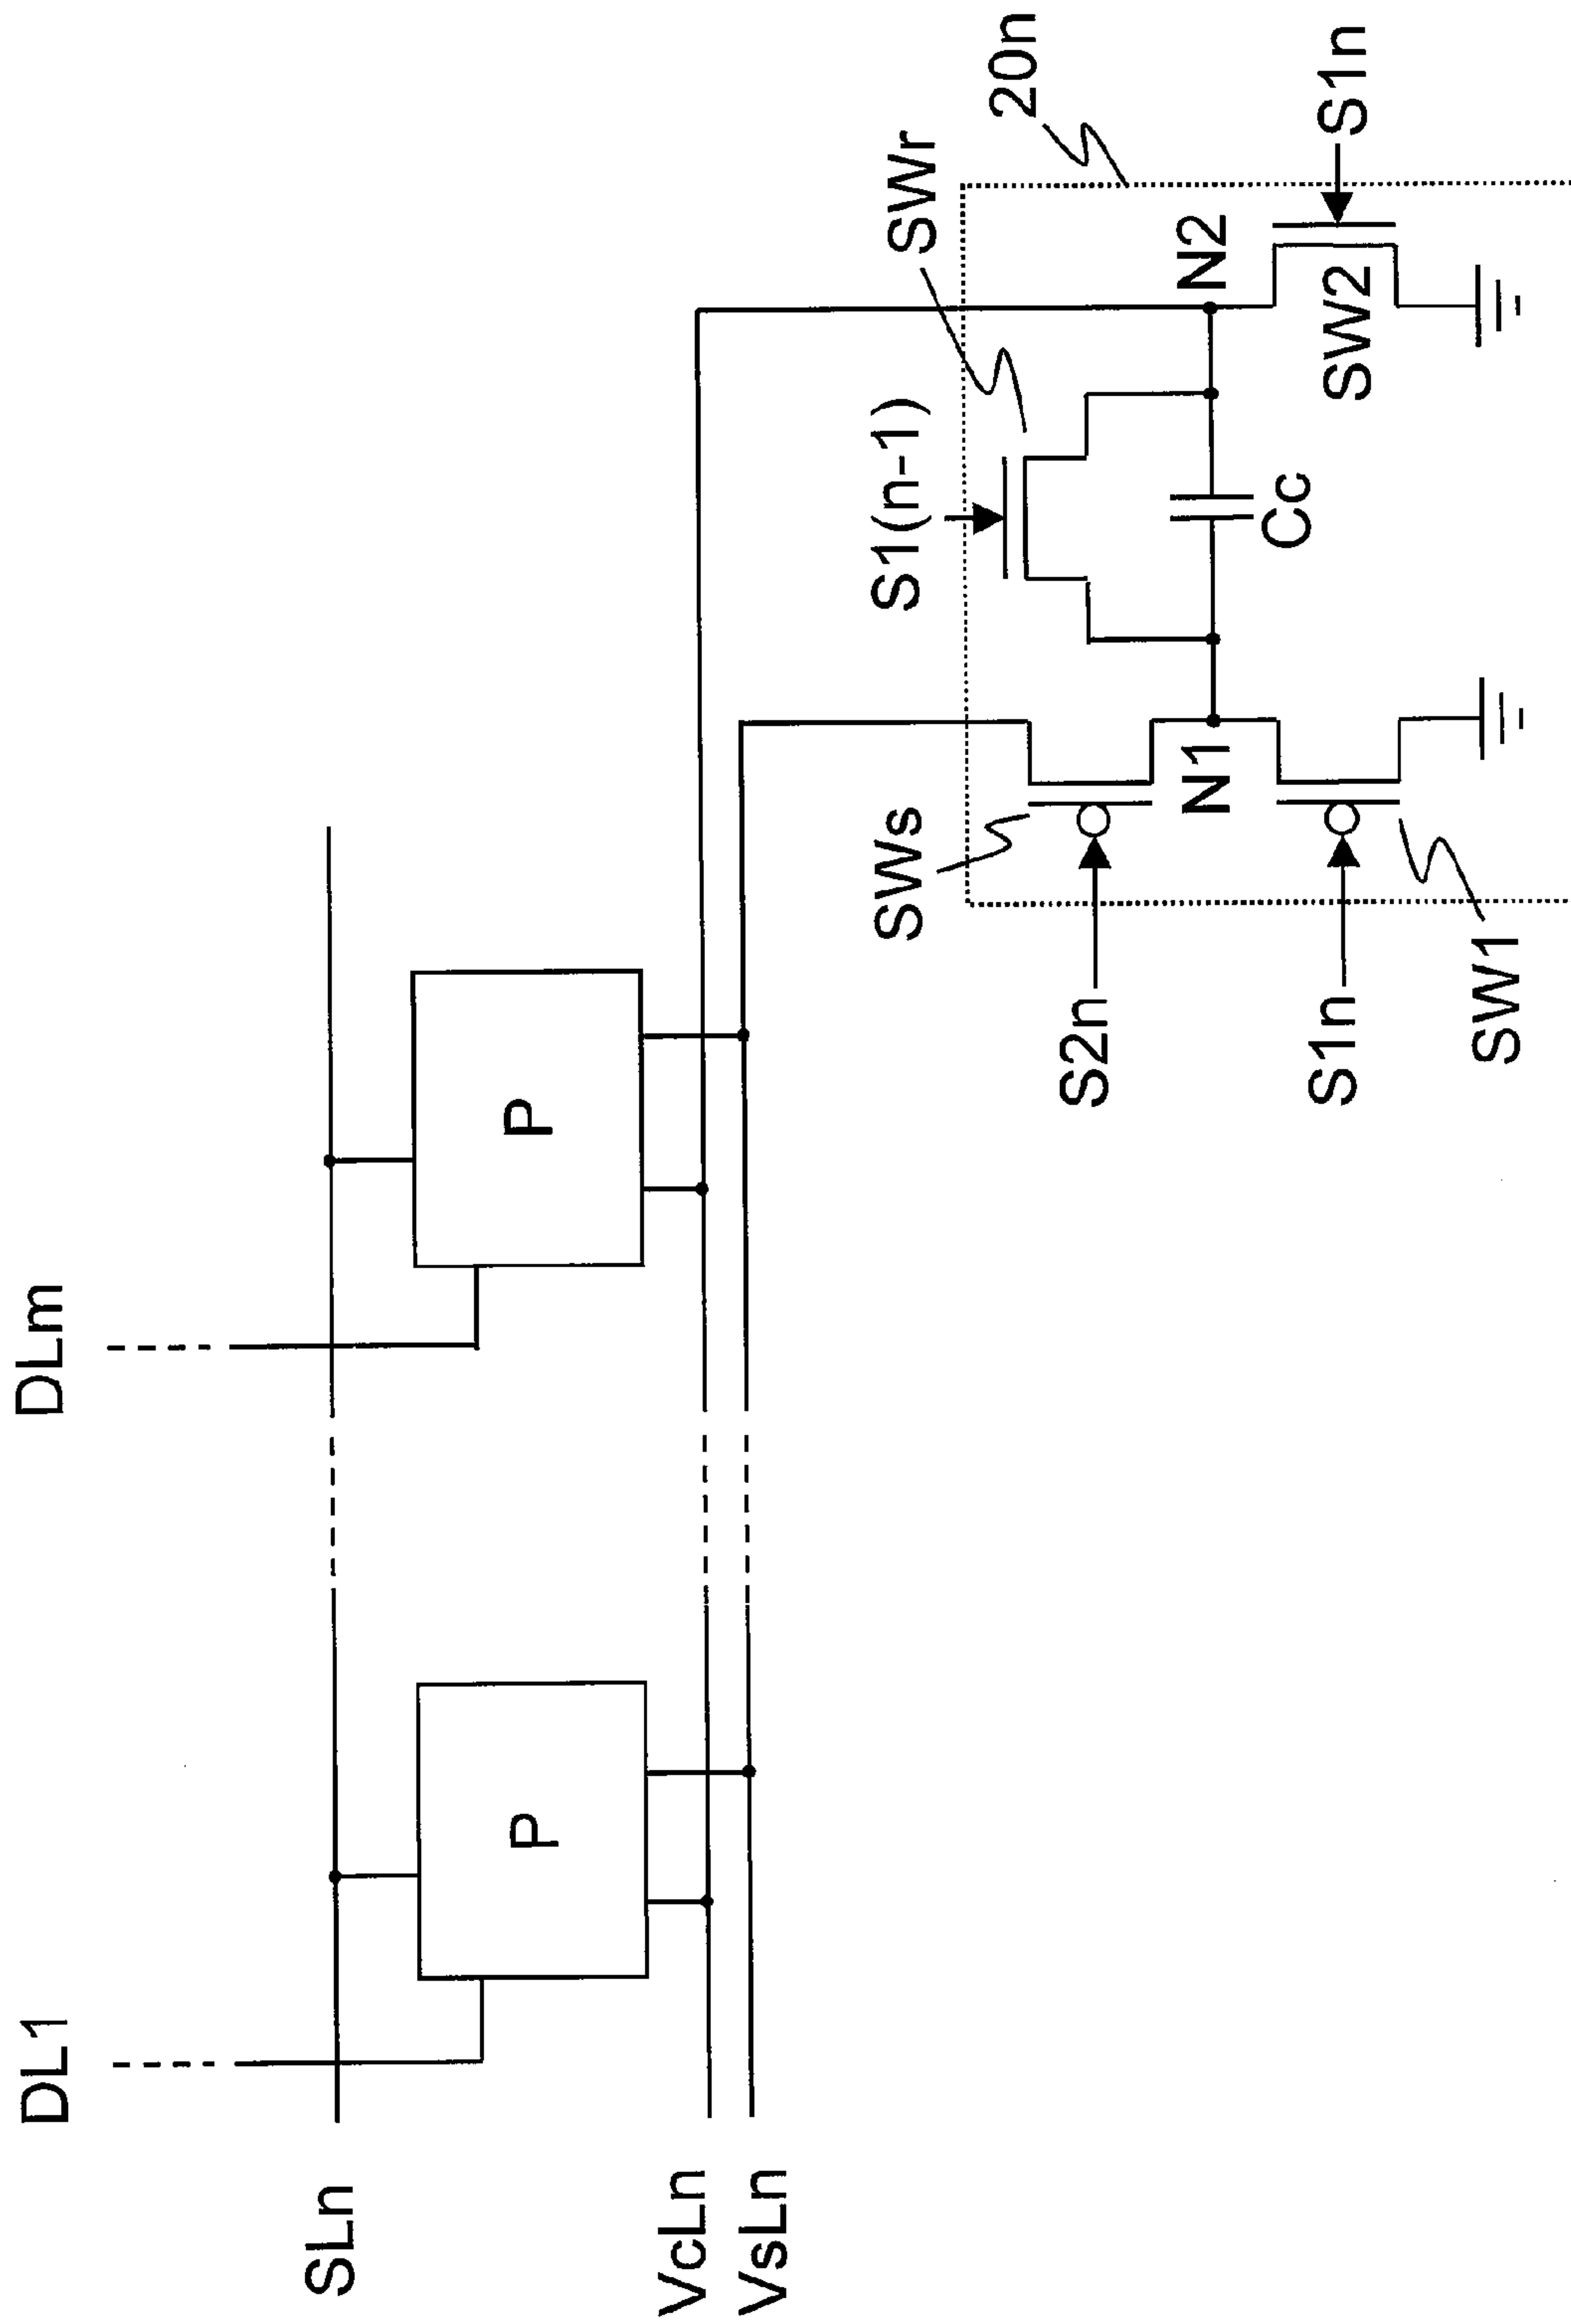 DL1
DLm
SLn
P
P
VcLn
VsLn
S1(n-1)
SWr
20n
SWs
S2n
N1
Cc
N2
S1n
S1n
SW1
SW2